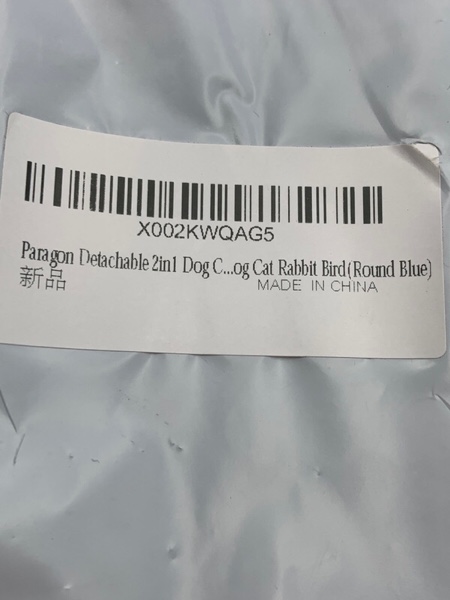 X002KWQAG5
Paragon Detachable 2in1 Dog C...og Cat Rabbit Bird(Round Blue)
新品
MADE IN CHINA